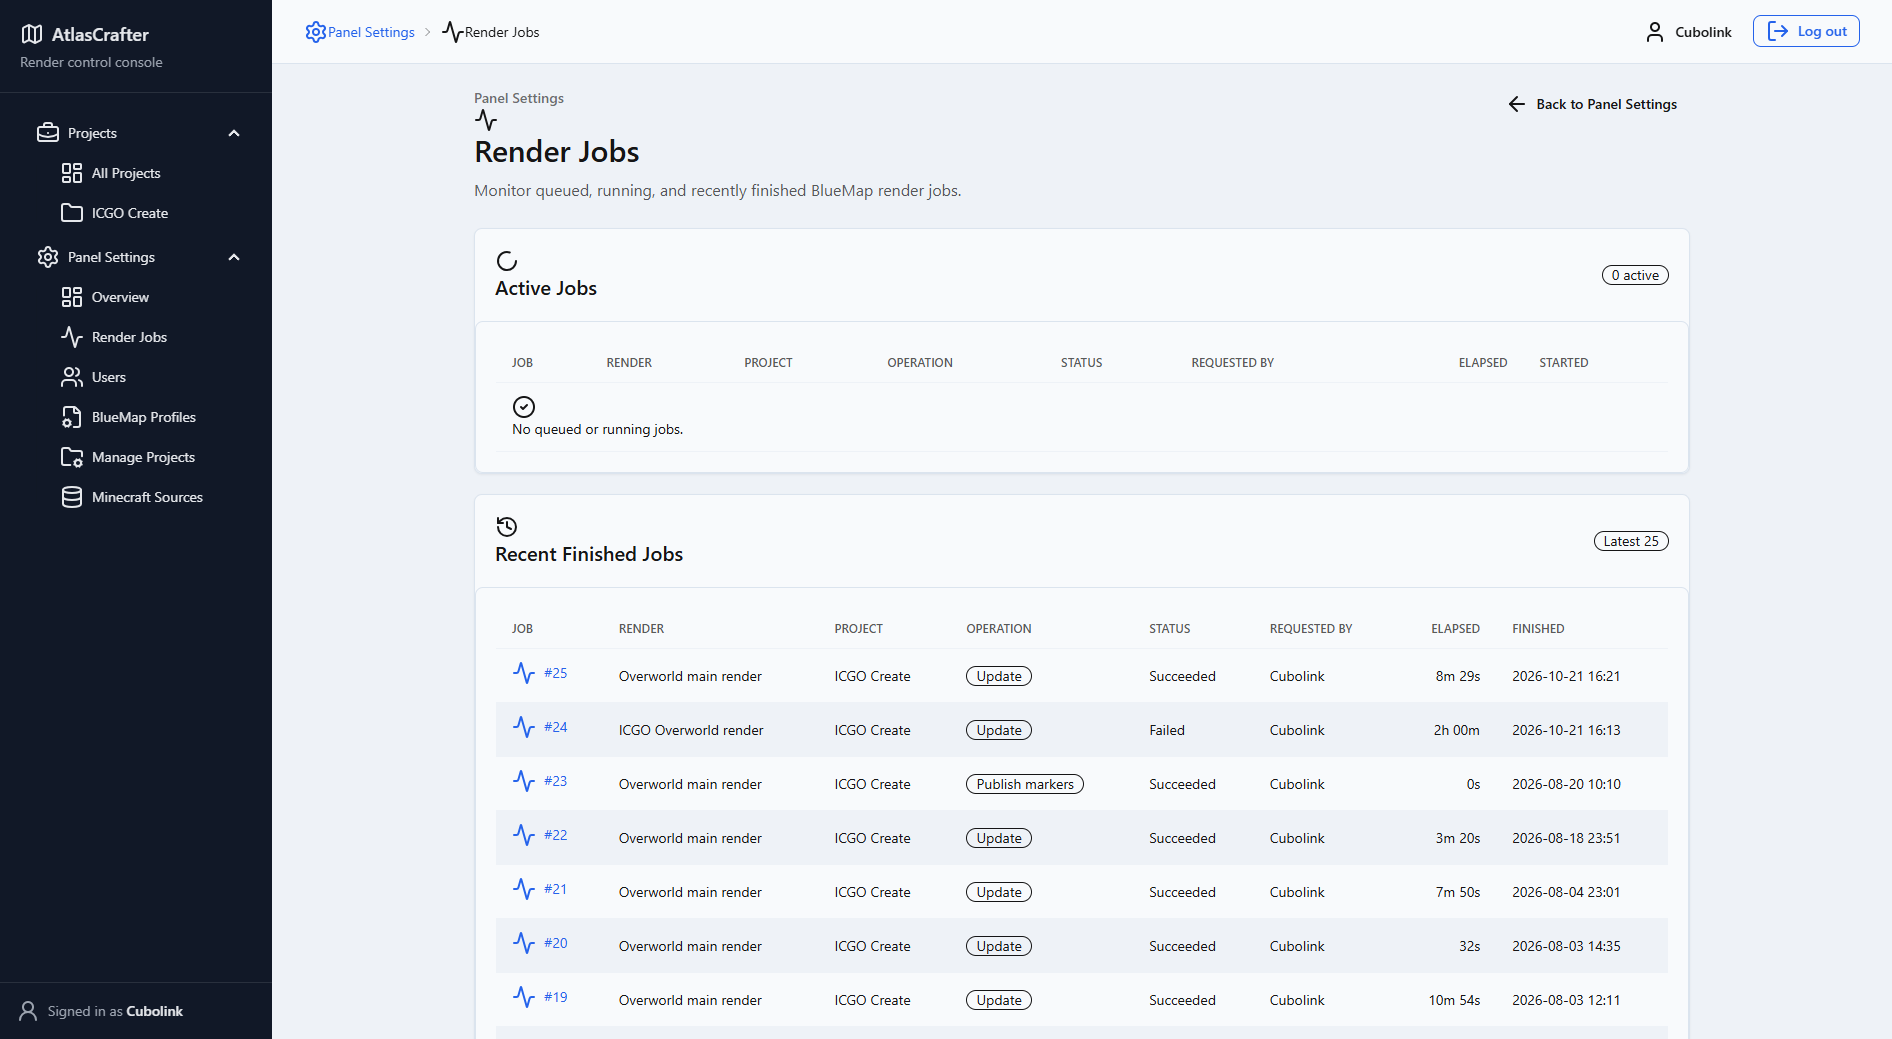 AtlasCrafter
Render control console
Projects
All Projects
ICGO Create
Panel Settings
Overview
Render Jobs
Users
BlueMap Profiles
Manage Projects
Minecraft Sources
Signed in as Cubolink
Panel Settings > Render Jobs
Cubolink
Log out
Panel Settings
Back to Panel Settings
Render Jobs
Monitor queued, running, and recently finished BlueMap render jobs.
Active Jobs
0 active
JOB RENDER PROJECT OPERATION STATUS REQUESTED BY ELAPSED STARTED
No queued or running jobs.
Recent Finished Jobs
Latest 25
JOB RENDER PROJECT OPERATION STATUS REQUESTED BY ELAPSED FINISHED
#25 Overworld main render ICGO Create Update Succeeded Cubolink 8m 29s 2026-10-21 16:21
#24 ICGO Overworld render ICGO Create Update Failed Cubolink 2h 00m 2026-10-21 16:13
#23 Overworld main render ICGO Create Publish markers Succeeded Cubolink 0s 2026-08-20 10:10
#22 Overworld main render ICGO Create Update Succeeded Cubolink 3m 20s 2026-08-18 23:51
#21 Overworld main render ICGO Create Update Succeeded Cubolink 7m 50s 2026-08-04 23:01
#20 Overworld main render ICGO Create Update Succeeded Cubolink 32s 2026-08-03 14:35
#19 Overworld main render ICGO Create Update Succeeded Cubolink 10m 54s 2026-08-03 12:11